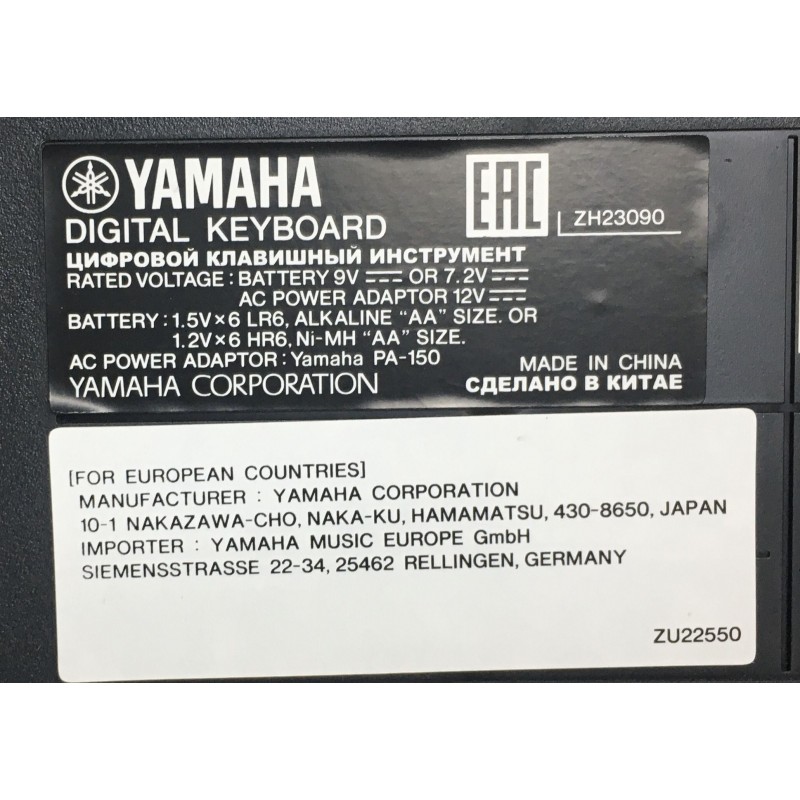 YAMAHA
EAC
ZH23090
DIGITAL KEYBOARD
ЦИФРОВОЙ КЛАВИШНЫЙ ИНСТРУМЕНТ
RATED VOLTAGE : BATTERY 9V ⎓ OR 7.2V ⎓
AC POWER ADAPTOR 12V ⎓
BATTERY : 1.5V×6 LR6, ALKALINE "AA" SIZE. OR
1.2V×6 HR6, Ni-MH "AA" SIZE.
AC POWER ADAPTOR : Yamaha PA-150
MADE IN CHINA
YAMAHA CORPORATION
СДЕЛАНО В КИТАЕ
[FOR EUROPEAN COUNTRIES]
MANUFACTURER : YAMAHA CORPORATION
10-1 NAKAZAWA-CHO, NAKA-KU, HAMAMATSU, 430-8650, JAPAN
IMPORTER : YAMAHA MUSIC EUROPE GmbH
SIEMENSSTRASSE 22-34, 25462 RELLINGEN, GERMANY
ZU22550